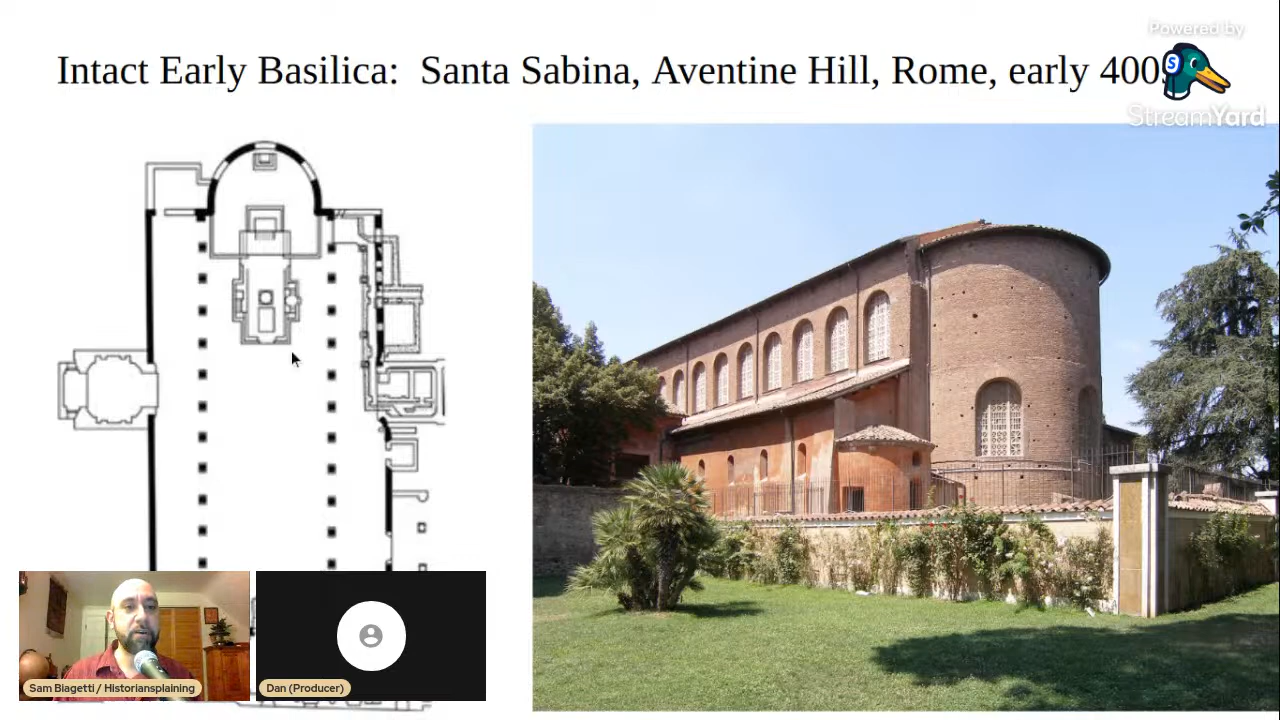 Powered by
Intact Early Basilica:  Santa Sabina, Aventine Hill, Rome, early 400s
S
StreamYard
Sam Biagetti / Historiansplaining
Dan (Producer)